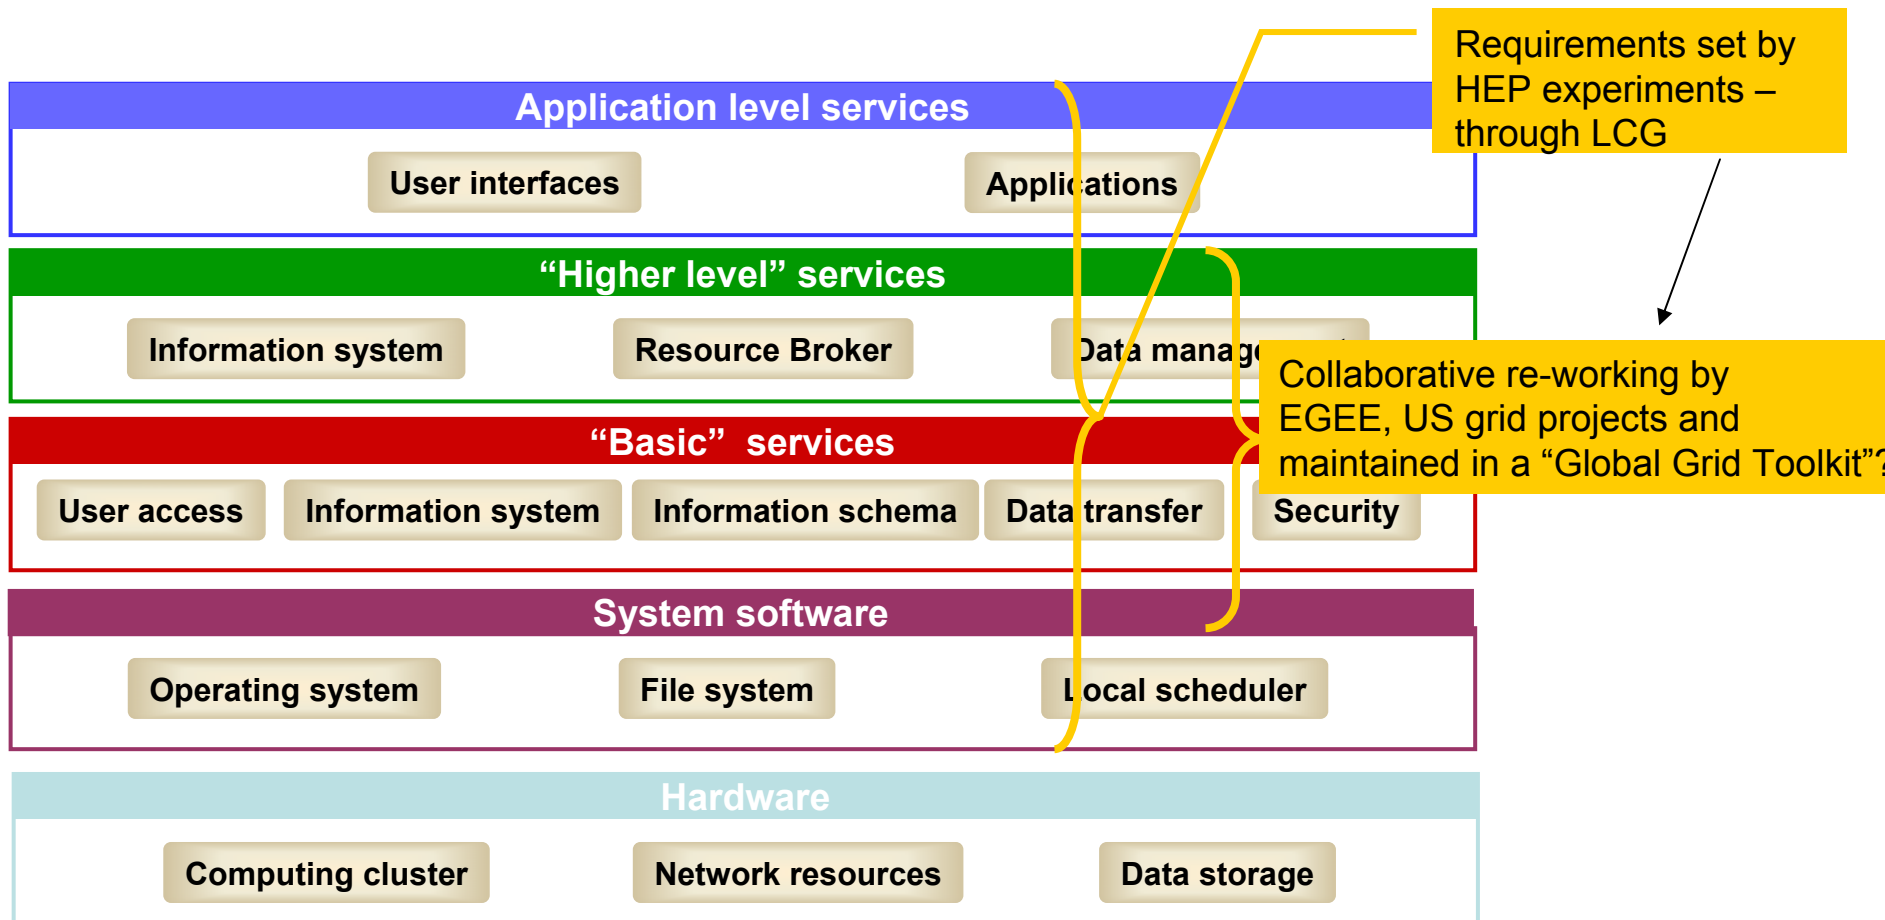 Requirements set by
HEP experiments –
through LCG
Application level services
User interfaces
Applications
“Higher level” services
Information system
Resource Broker
Data manag
Collaborative re-working by
EGEE, US grid projects and
maintained in a “Global Grid Toolkit”?
“Basic” services
User access
Information system
Information schema
Data transfer
Security
System software
Operating system
File system
Local scheduler
Hardware
Computing cluster
Network resources
Data storage